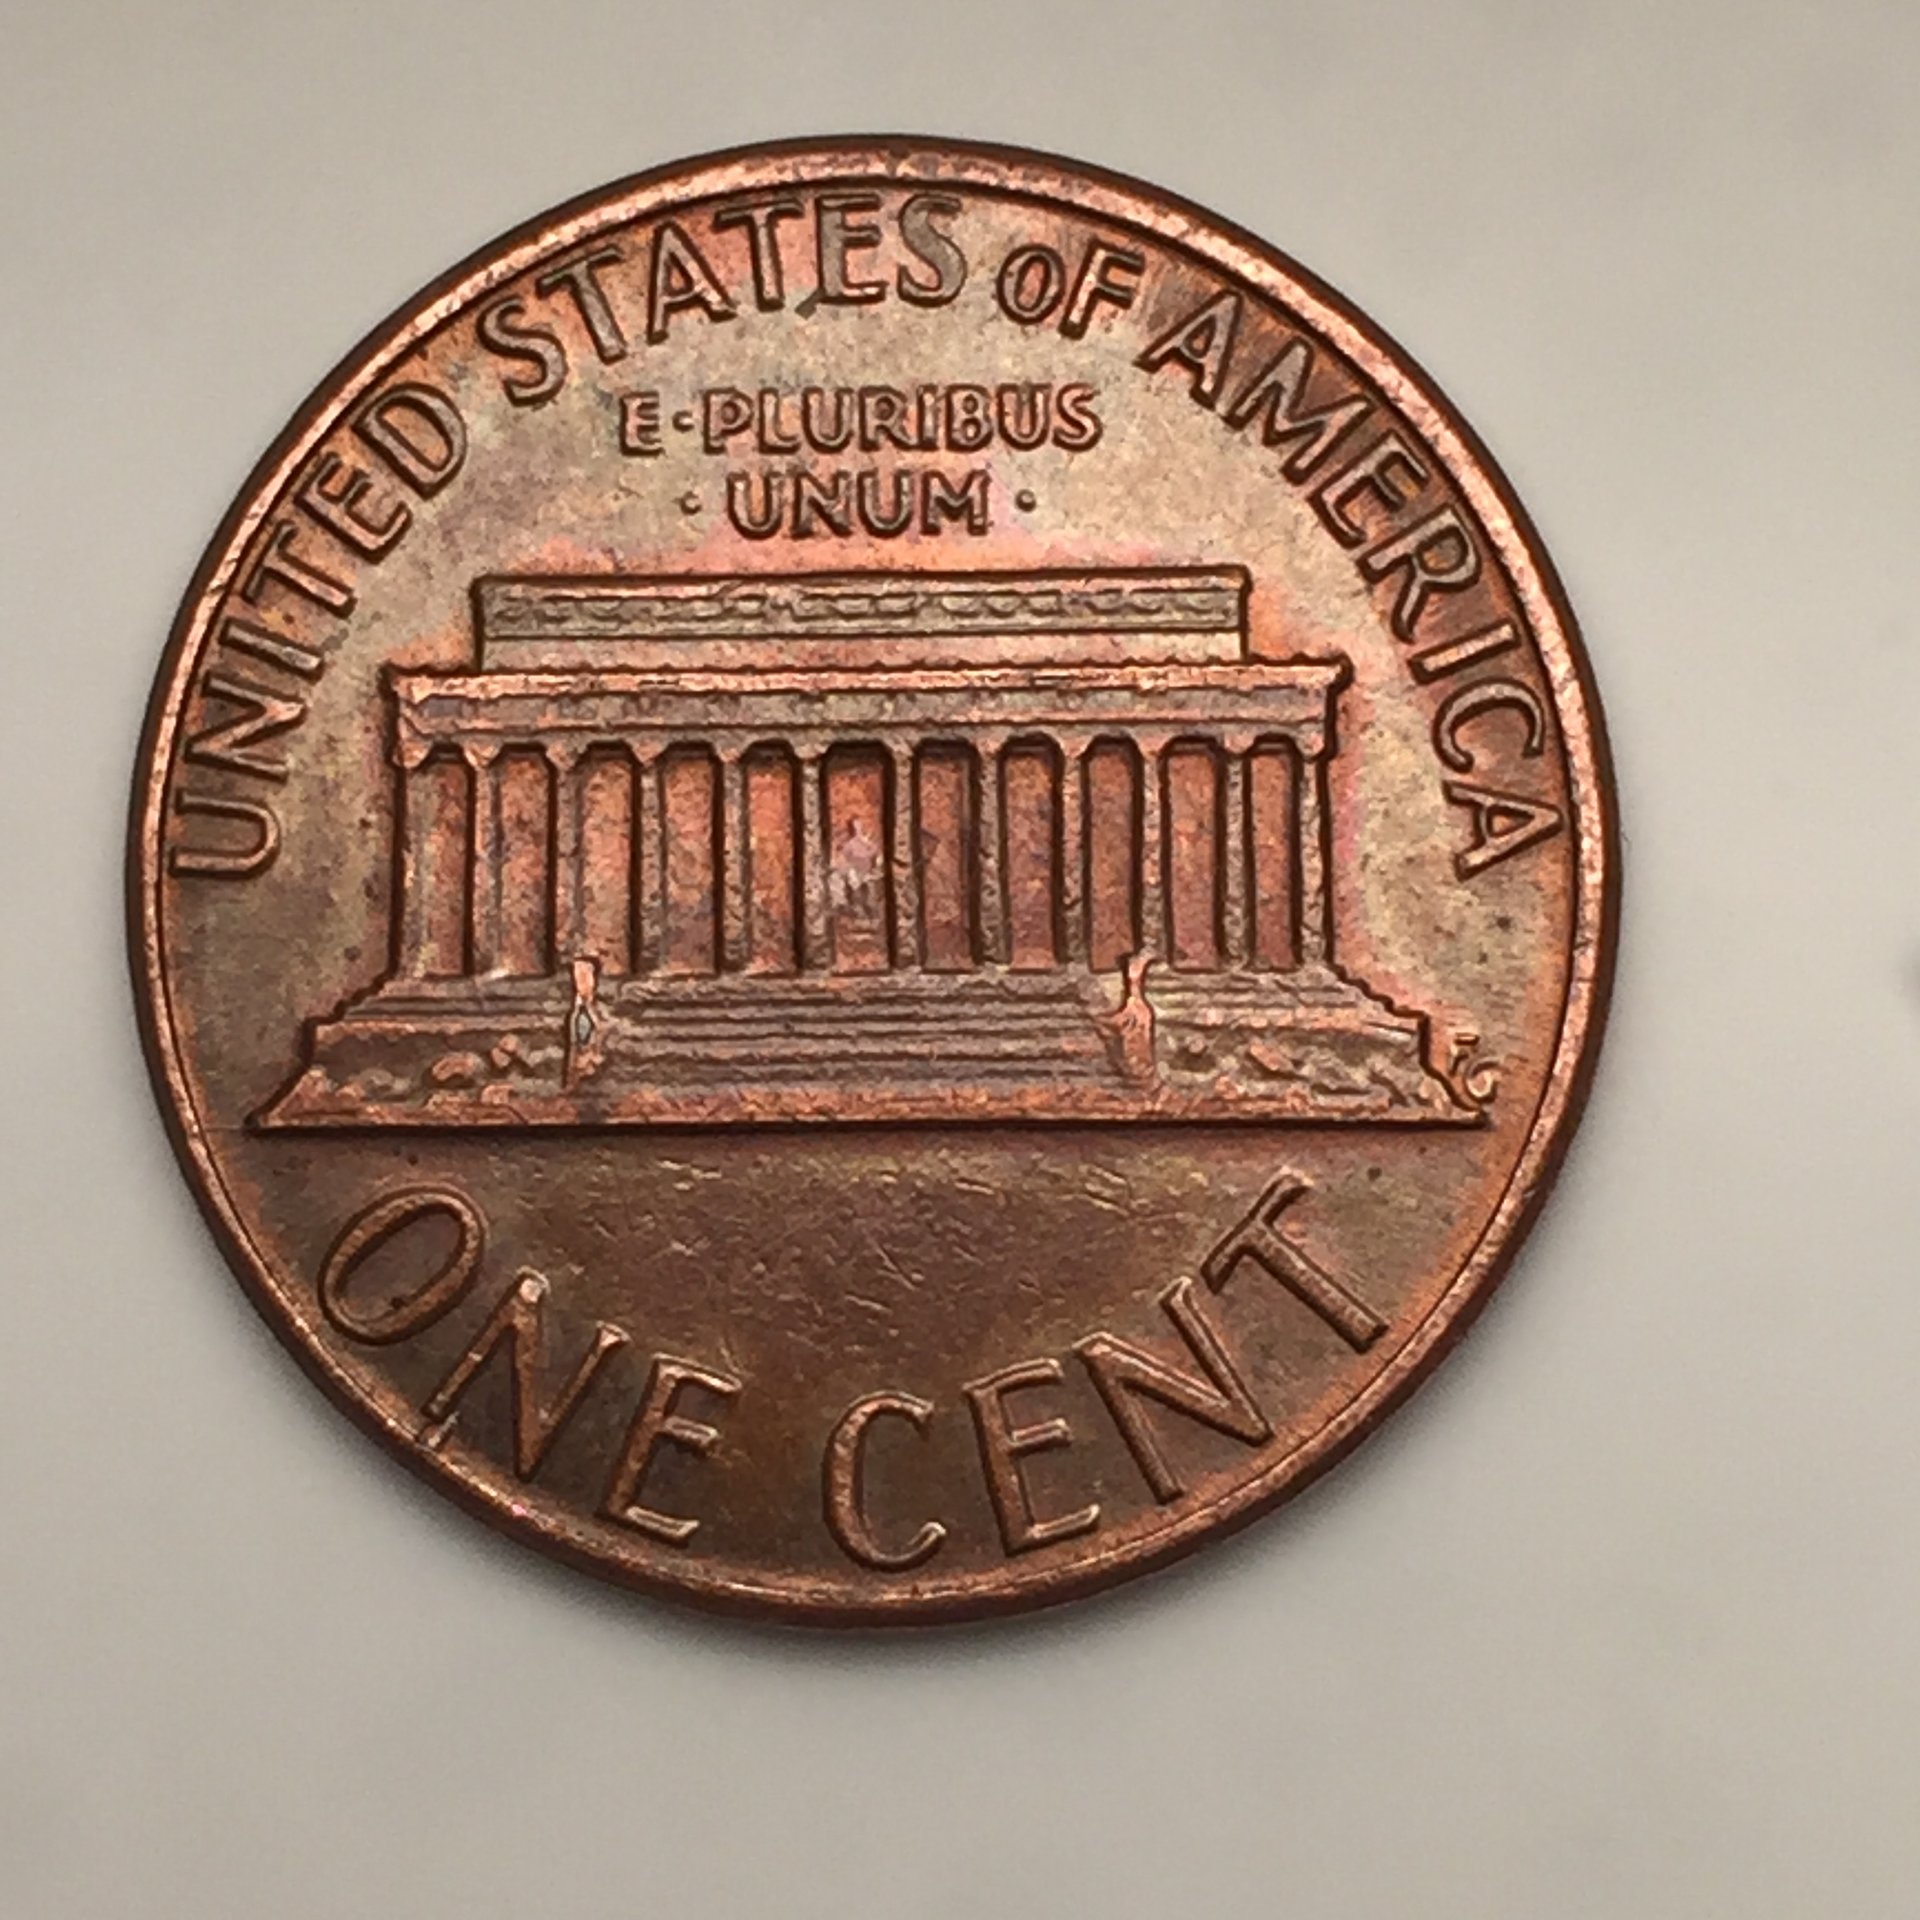 UNITED STATES OF AMERICA
E·PLURIBUS
·UNUM·
FG
ONE CENT